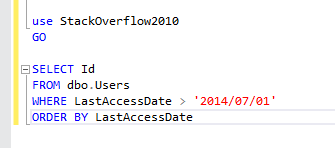 use StackOverflow2010
GO
SELECT Id
FROM dbo.Users
WHERE LastAccessDate > '2014/07/01'
ORDER BY LastAccessDate